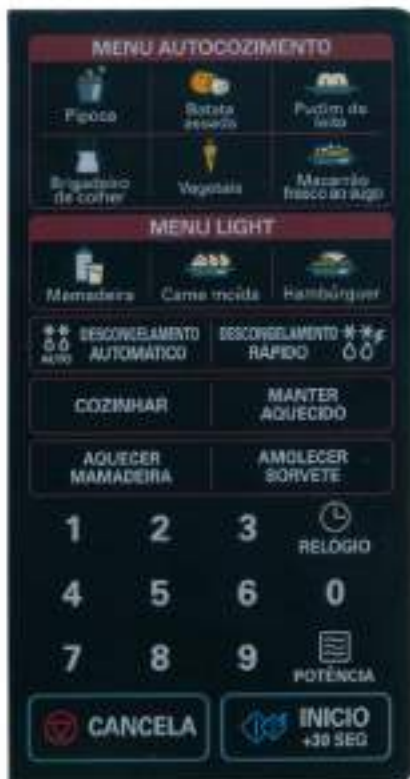 MENU AUTOCOZIMENTO
Pipoca
Batata
assada
Pudim de
leite
Brigadeiro
de colher
Vegetais
Macarrão
fresco ao sugo
MENU LIGHT
Mamadeira
Carne moída
Hambúrguer
AUTO
DESCONGELAMENTO
AUTOMÁTICO
DESCONGELAMENTO
RÁPIDO
COZINHAR
MANTER
AQUECIDO
AQUECER
MAMADEIRA
AMOLECER
SORVETE
1 2 3
RELÓGIO
4 5 6 0
7 8 9
POTÊNCIA
CANCELA
INICIO
+30 SEG